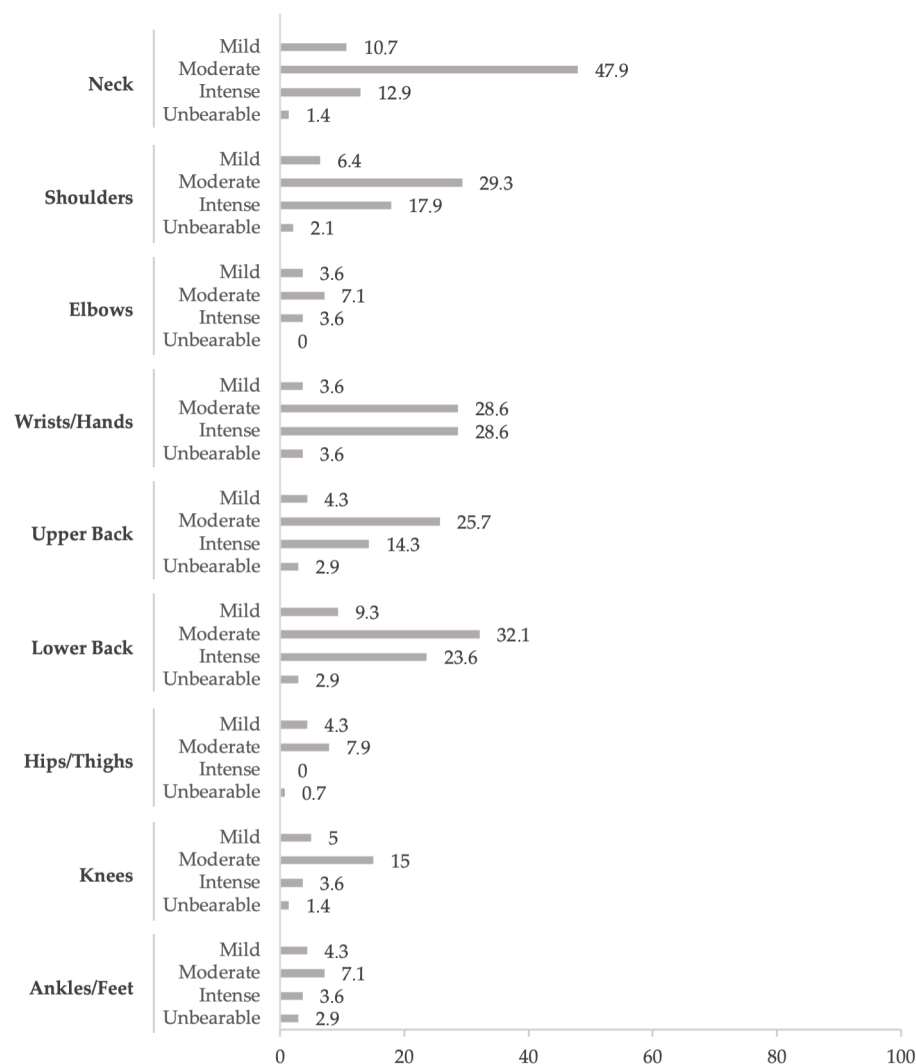 Neck
Mild 10.7
Moderate 47.9
Intense 12.9
Unbearable 1.4
Shoulders
Mild 6.4
Moderate 29.3
Intense 17.9
Unbearable 2.1
Elbows
Mild 3.6
Moderate 7.1
Intense 3.6
Unbearable 0
Wrists/Hands
Mild 3.6
Moderate 28.6
Intense 28.6
Unbearable 3.6
Upper Back
Mild 4.3
Moderate 25.7
Intense 14.3
Unbearable 2.9
Lower Back
Mild 9.3
Moderate 32.1
Intense 23.6
Unbearable 2.9
Hips/Thighs
Mild 4.3
Moderate 7.9
Intense 0
Unbearable 0.7
Knees
Mild 5
Moderate 15
Intense 3.6
Unbearable 1.4
Ankles/Feet
Mild 4.3
Moderate 7.1
Intense 3.6
Unbearable 2.9
0 20 40 60 80 100